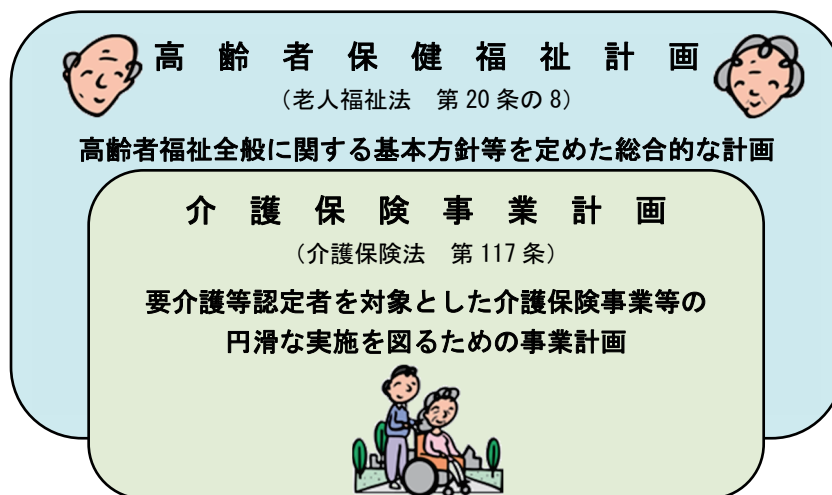 高齢者保健福祉計画
（老人福祉法　第20条の8）
高齢者福祉全般に関する基本方針等を定めた総合的な計画
介護保険事業計画
（介護保険法　第117条）
要介護等認定者を対象とした介護保険事業等の
円滑な実施を図るための事業計画